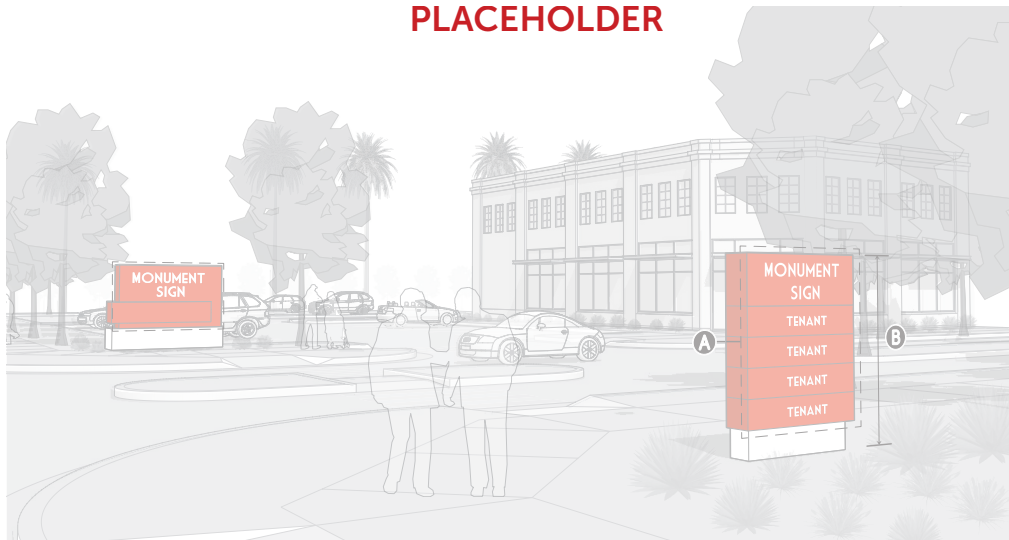 PLACEHOLDER
MONUMENT
SIGN
MONUMENT
SIGN
TENANT
A
B
TENANT
TENANT
TENANT